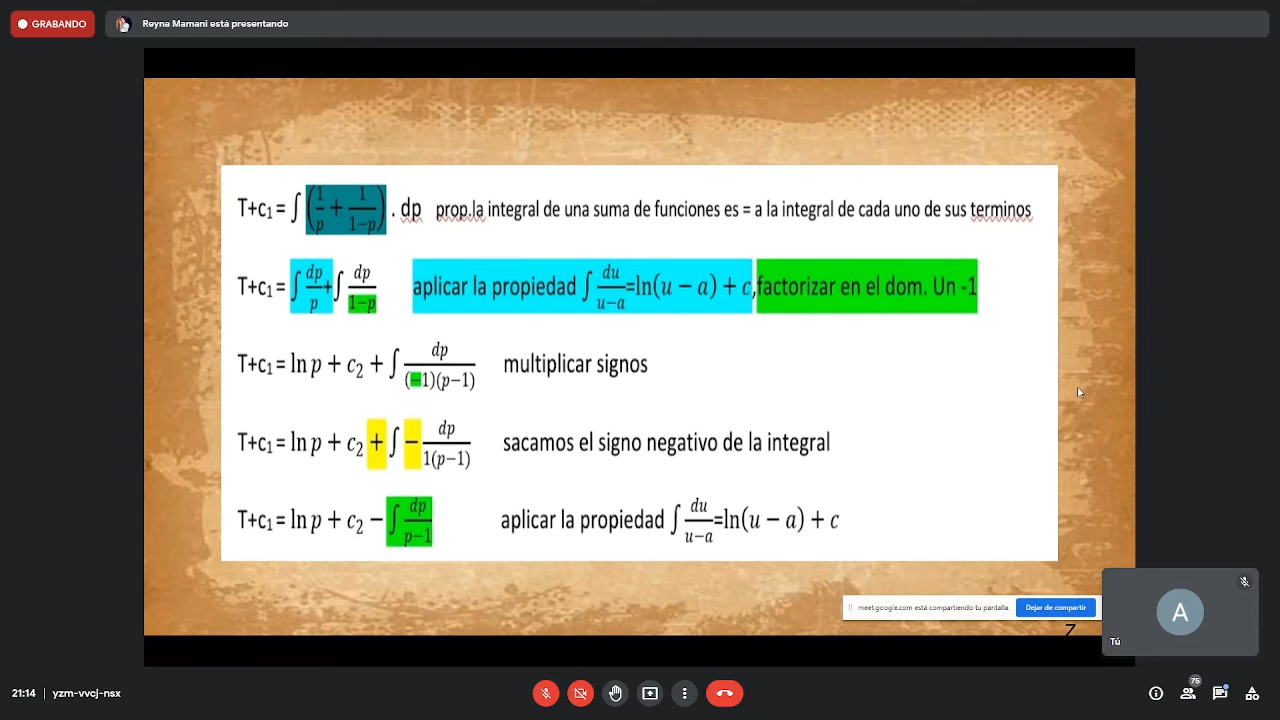 GRABANDO
Reyna Mamani está presentando
T+c₁ = ∫ (1/p + 1/(1−p)) . dp prop.la integral de una suma de funciones es = a la integral de cada uno de sus terminos
T+c₁ = ∫ dp/p + ∫ dp/(1−p) aplicar la propiedad ∫ du/(u−a) =ln(u − a) + c ,factorizar en el dom. Un -1
T+c₁ = ln p + c₂ + ∫ dp/((−1)(p−1)) multiplicar signos
T+c₁ = ln p + c₂ + ∫ − dp/(1(p−1)) sacamos el signo negativo de la integral
T+c₁ = ln p + c₂ − ∫ dp/(p−1) aplicar la propiedad ∫ du/(u−a) =ln(u − a) + c
meet.google.com está compartiendo tu pantalla. Dejar de compartir
7
A
Tú
21:14 | yzm-vvcj-nsx
75